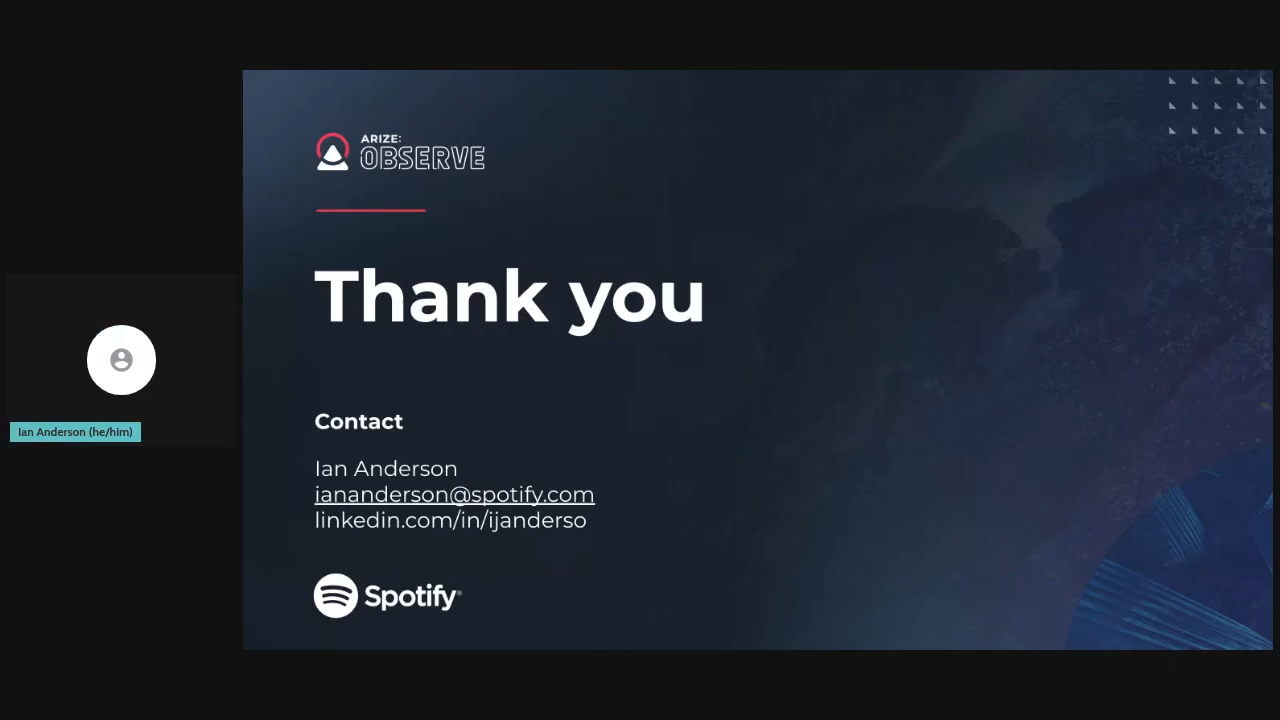 ARIZE:
OBSERVE
Thank you
Contact
Ian Anderson
iananderson@spotify.com
linkedin.com/in/ijanderso
Spotify
Ian Anderson (he/him)